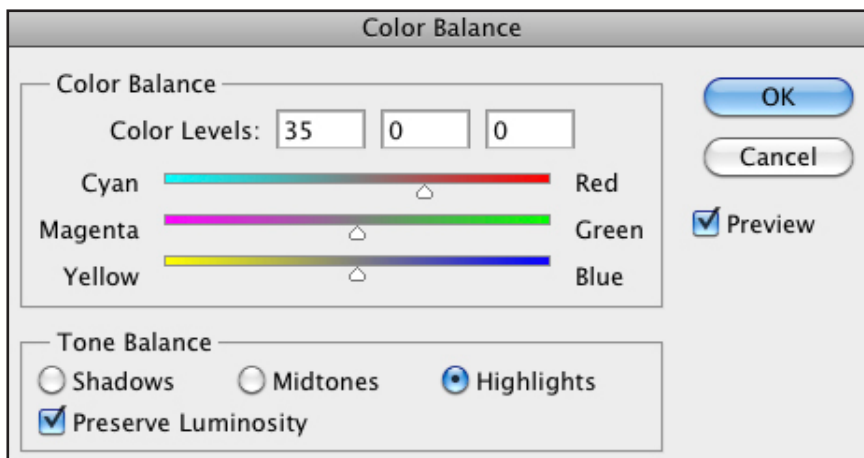 Color Balance
Color Balance
Color Levels: 35 0 0
Cyan Red
Magenta Green
Yellow Blue
Tone Balance
Shadows Midtones Highlights
Preserve Luminosity
OK
Cancel
Preview